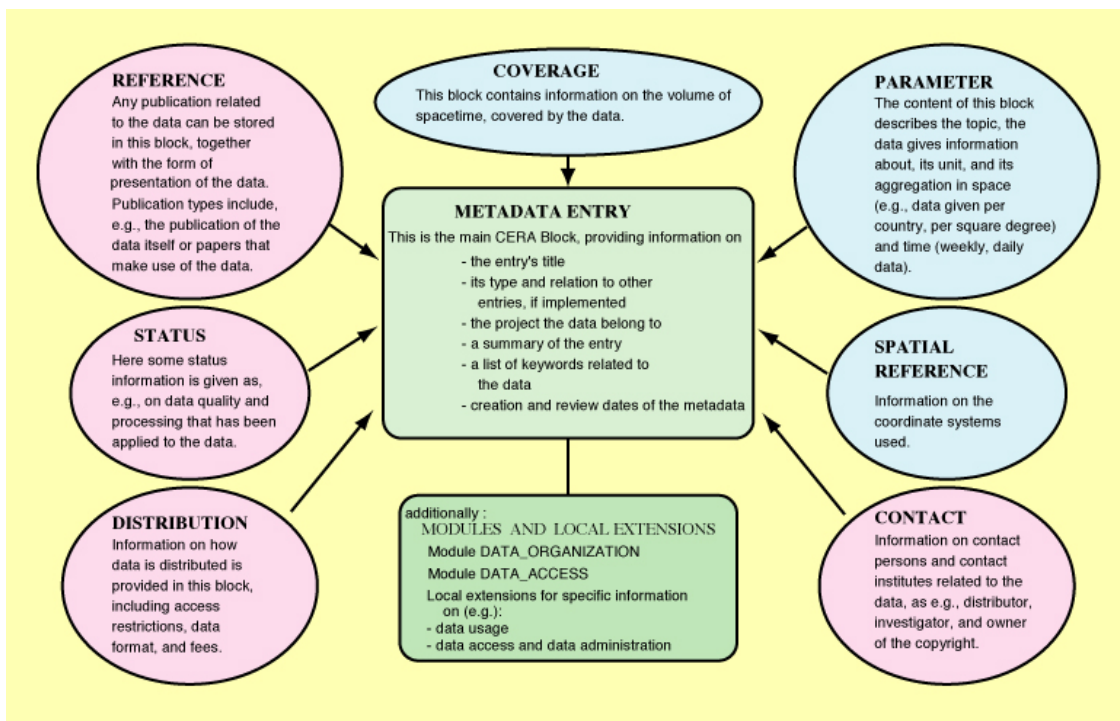 REFERENCE
Any publication related
to the data can be stored
in this block, together
with the form of
presentation of the data.
Publication types include,
e.g., the publication of the
data itself or papers that
make use of the data.
COVERAGE
This block contains information on the volume of
spacetime, covered by the data.
PARAMETER
The content of this block
describes the topic, the
data gives information
about, its unit, and its
aggregation in space
(e.g., data given per
country, per square degree)
and time (weekly, daily
data).
METADATA ENTRY
This is the main CERA Block, providing information on
- the entry's title
- its type and relation to other
entries, if implemented
- the project the data belong to
- a summary of the entry
- a list of keywords related to
the data
- creation and review dates of the metadata
STATUS
Here some status
information is given as,
e.g., on data quality and
processing that has been
applied to the data.
SPATIAL
REFERENCE
Information on the
coordinate systems
used.
DISTRIBUTION
Information on how
data is distributed is
provided in this block,
including access
restrictions, data
format, and fees.
additionally :
MODULES AND LOCAL EXTENSIONS
Module DATA_ORGANIZATION
Module DATA_ACCESS
Local extensions for specific information
on (e.g.):
- data usage
- data access and data administration
CONTACT
Information on contact
persons and contact
institutes related to the
data, as e.g., distributor,
investigator, and owner
of the copyright.